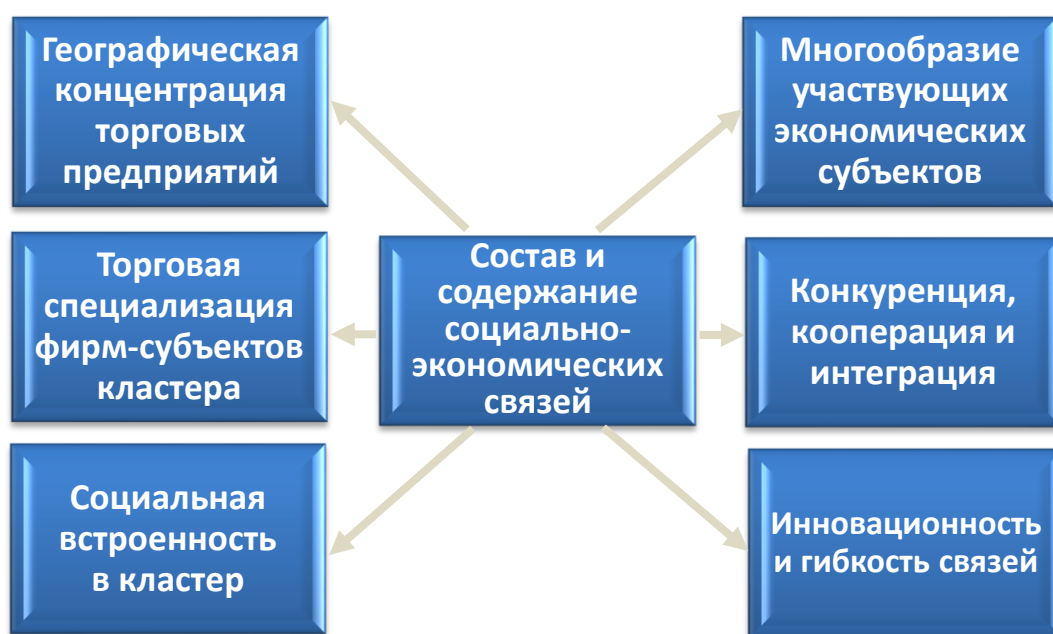 Географическая
концентрация
торговых
предприятий
Многообразие
участвующих
экономических
субъектов
Торговая
специализация
фирм-субъектов
кластера
Состав и
содержание
социально-
экономических
связей
Конкуренция,
кооперация и
интеграция
Социальная
встроенность
в кластер
Инновационность
и гибкость связей